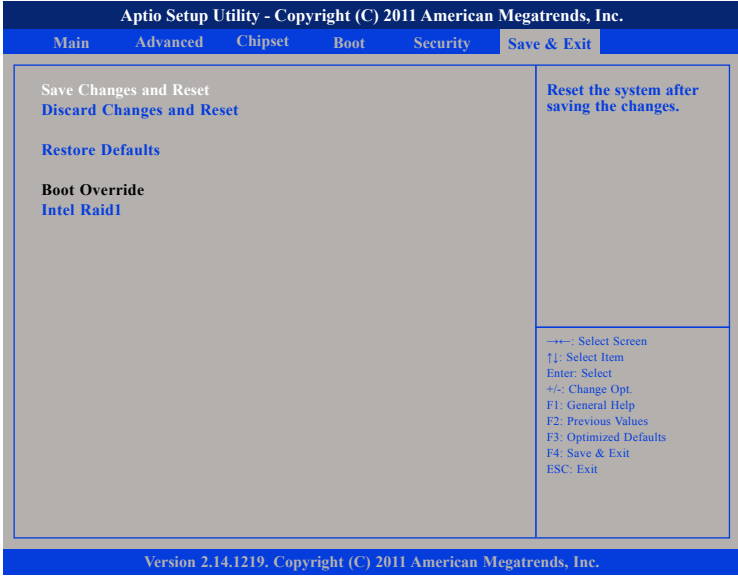 Aptio Setup Utility - Copyright (C) 2011 American Megatrends, Inc.
Main Advanced Chipset Boot Security Save & Exit
Save Changes and Reset
Discard Changes and Reset
Restore Defaults
Boot Override
Intel Raid1
Reset the system after
saving the changes.
→←: Select Screen
↑↓: Select Item
Enter: Select
+/-: Change Opt.
F1: General Help
F2: Previous Values
F3: Optimized Defaults
F4: Save & Exit
ESC: Exit
Version 2.14.1219. Copyright (C) 2011 American Megatrends, Inc.